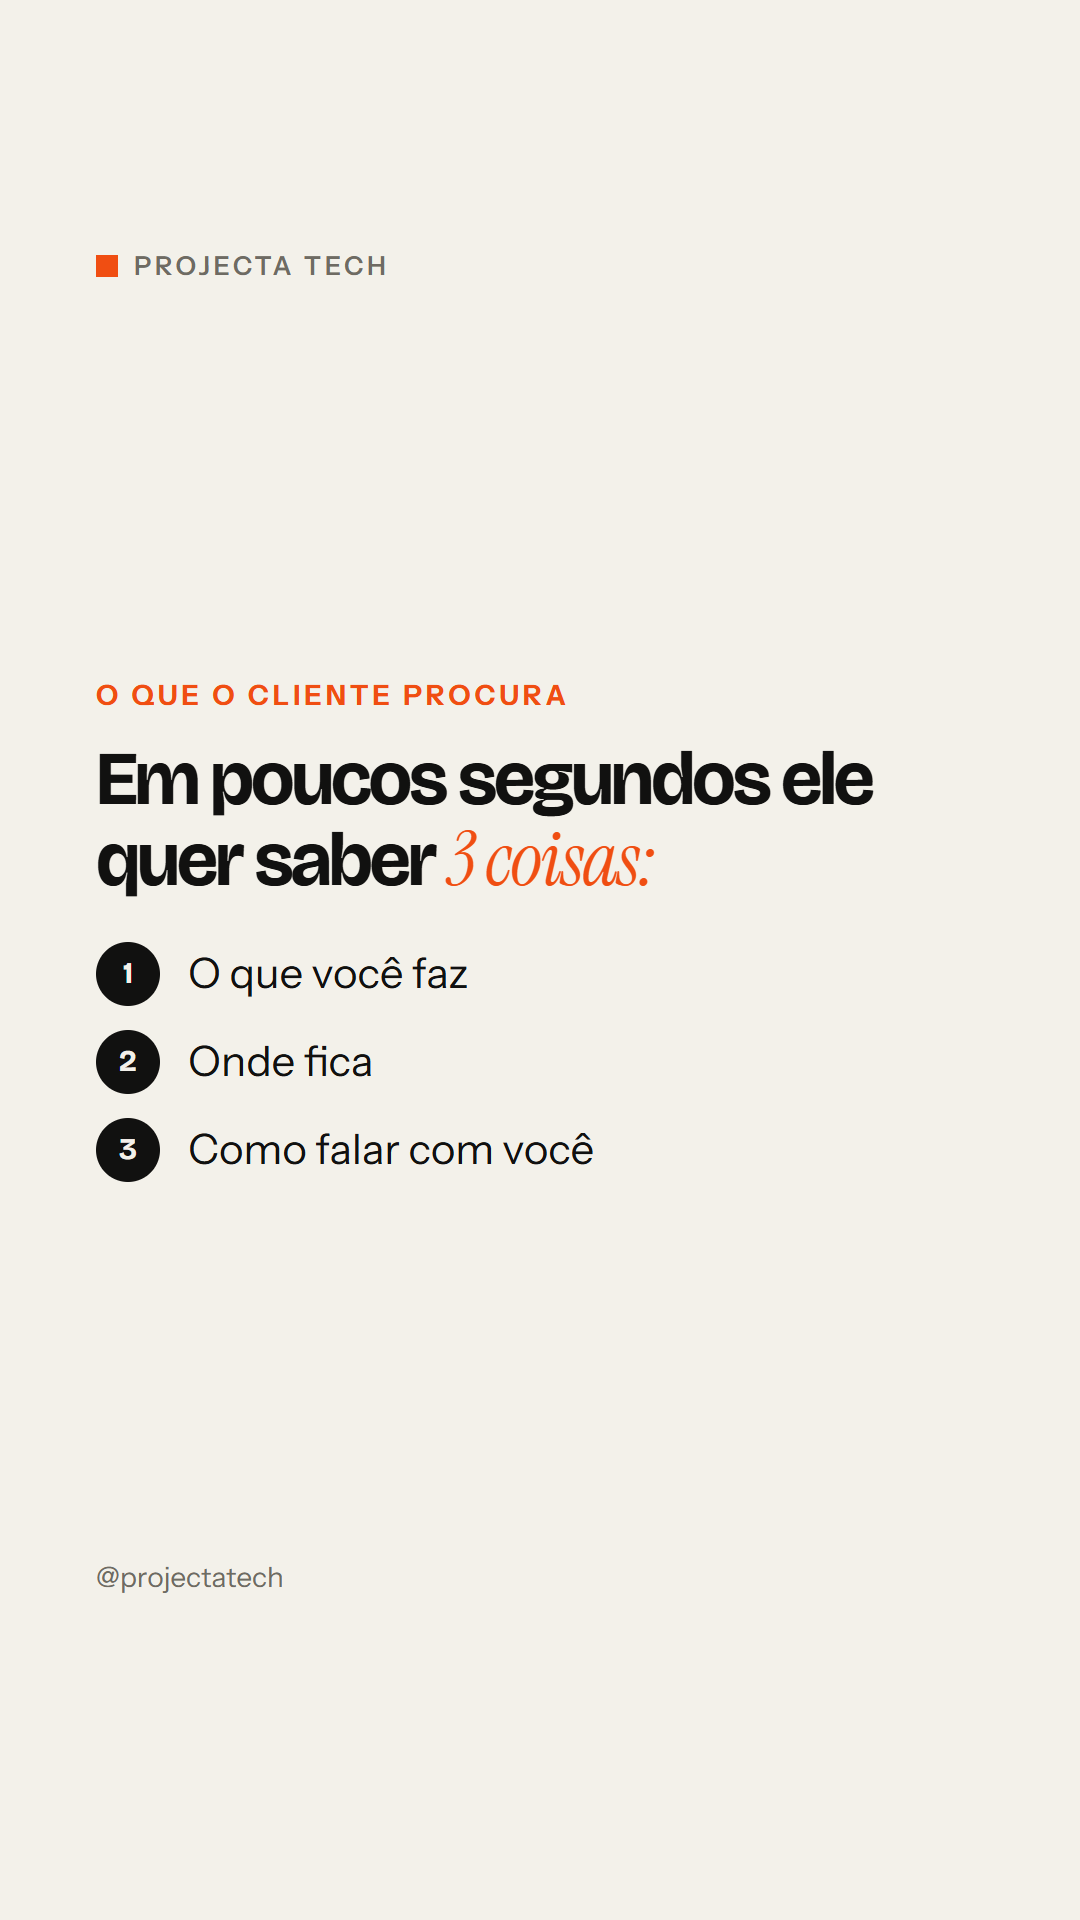 PROJECTA TECH
O QUE O CLIENTE PROCURA
Em poucos segundos ele
quer saber 3 coisas:
1 O que você faz
2 Onde fica
3 Como falar com você
@projectatech